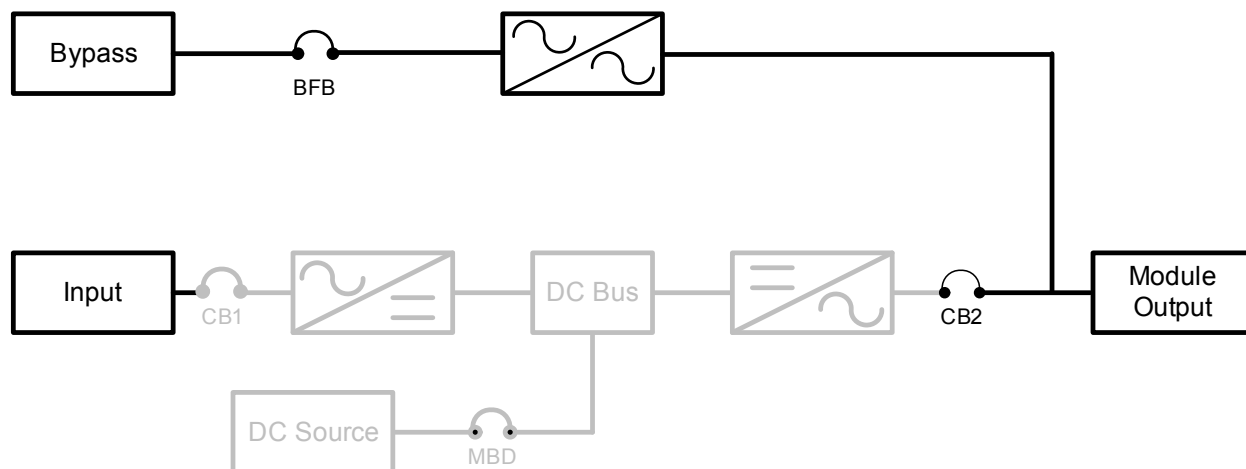 Bypass
BFB
Input
CB1
DC Bus
CB2
Module
Output
DC Source
MBD